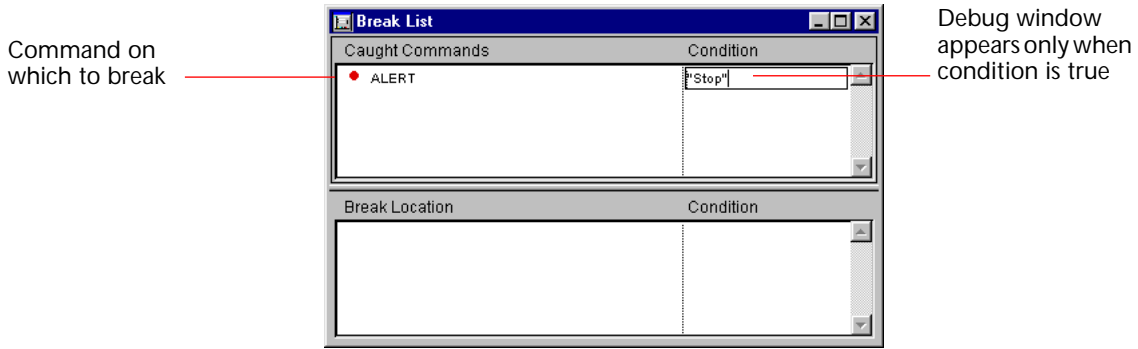 Command on
which to break
Break List
Caught Commands
Condition
ALERT
"Stop"
Debug window
appears only when
condition is true
Break Location
Condition